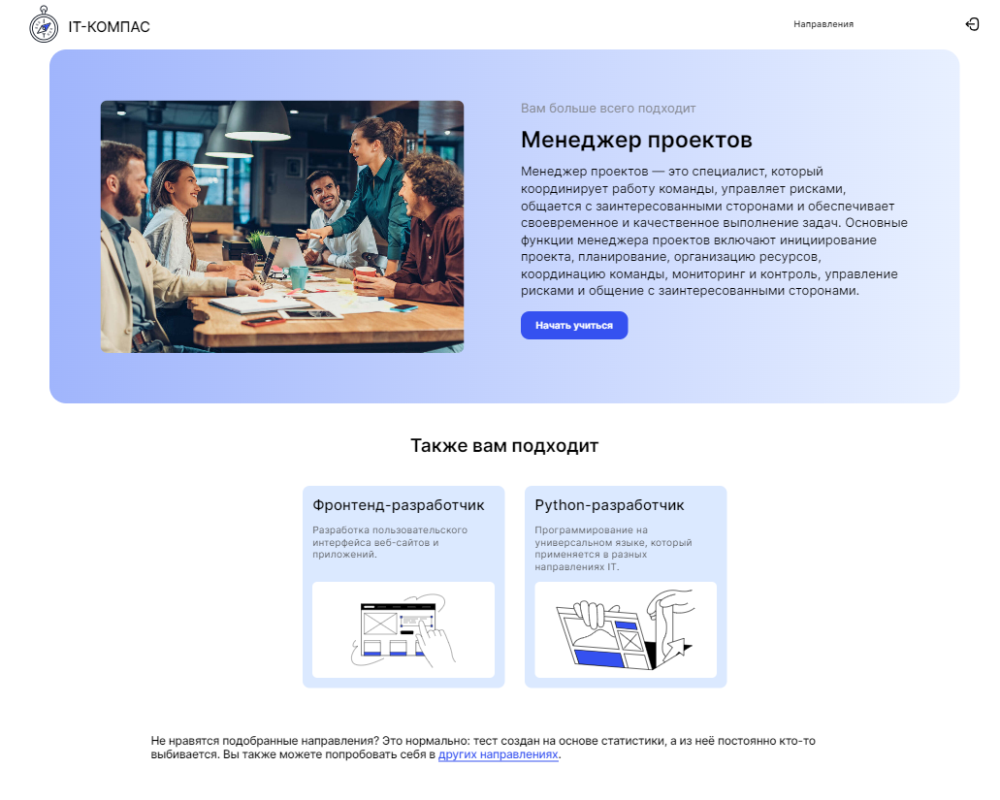 IT-КОМПАС
Направления
Вам больше всего подходит
Менеджер проектов
Менеджер проектов — это специалист, который
координирует работу команды, управляет рисками,
общается с заинтересованными сторонами и обеспечивает
своевременное и качественное выполнение задач. Основные
функции менеджера проектов включают инициирование
проекта, планирование, организацию ресурсов,
координацию команды, мониторинг и контроль, управление
рисками и общение с заинтересованными сторонами.
Начать учиться
Также вам подходит
Фронтенд-разработчик
Разработка пользовательского
интерфейса веб-сайтов и
приложений.
Python-разработчик
Программирование на
универсальном языке, который
применяется в разных
направлениях IT.
Не нравятся подобранные направления? Это нормально: тест создан на основе статистики, а из неё постоянно кто-то
выбивается. Вы также можете попробовать себя в других направлениях.